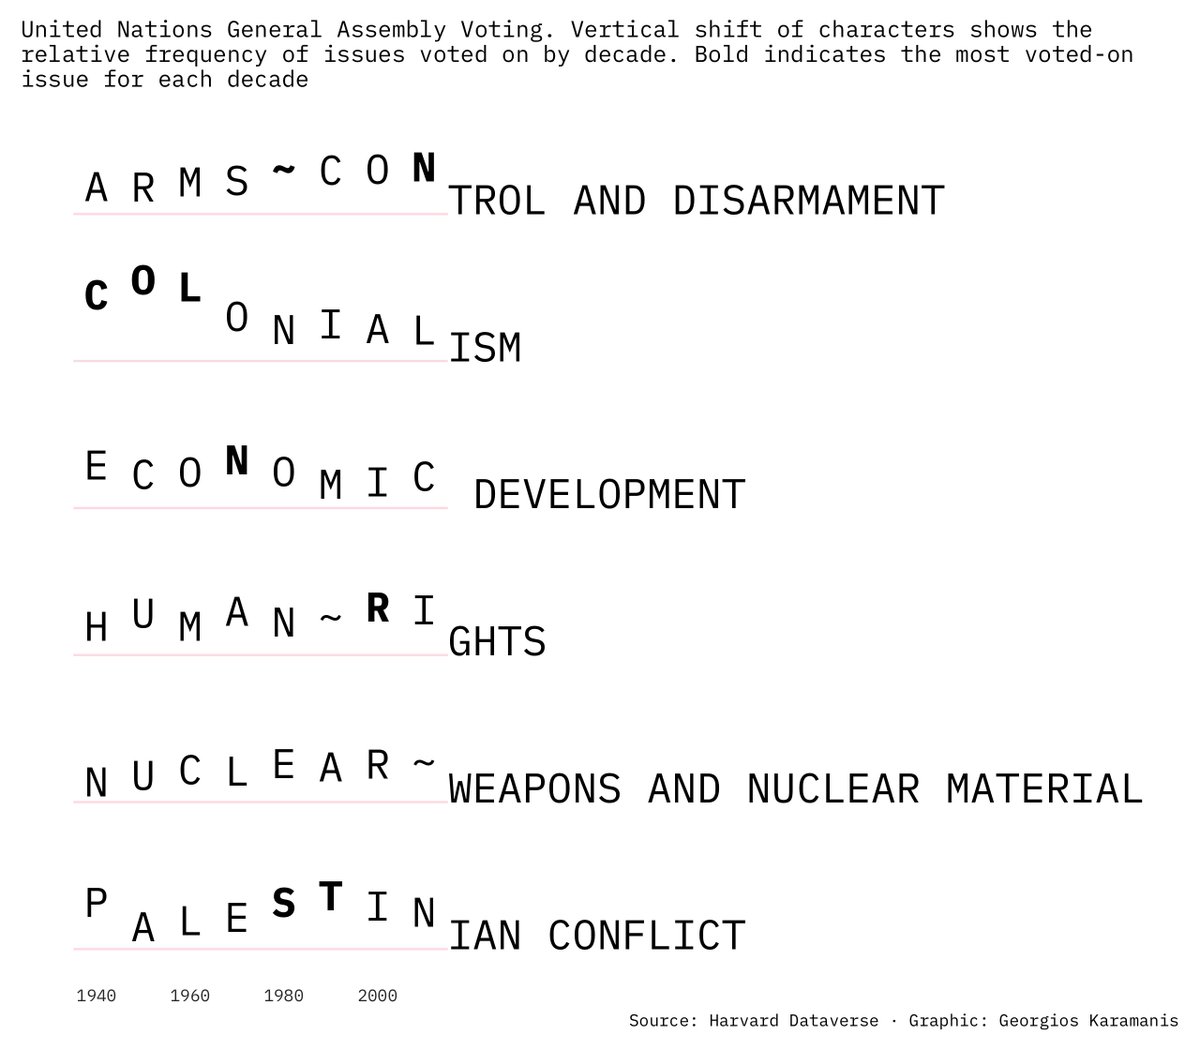 United Nations General Assembly Voting. Vertical shift of characters shows the
relative frequency of issues voted on by decade. Bold indicates the most voted-on
issue for each decade
ARMS~CONTROL AND DISARMAMENT
COLONIALISM
ECONOMIC DEVELOPMENT
HUMAN~RIGHTS
NUCLEAR~WEAPONS AND NUCLEAR MATERIAL
PALESTINIAN CONFLICT
1940 1960 1980 2000
Source: Harvard Dataverse · Graphic: Georgios Karamanis